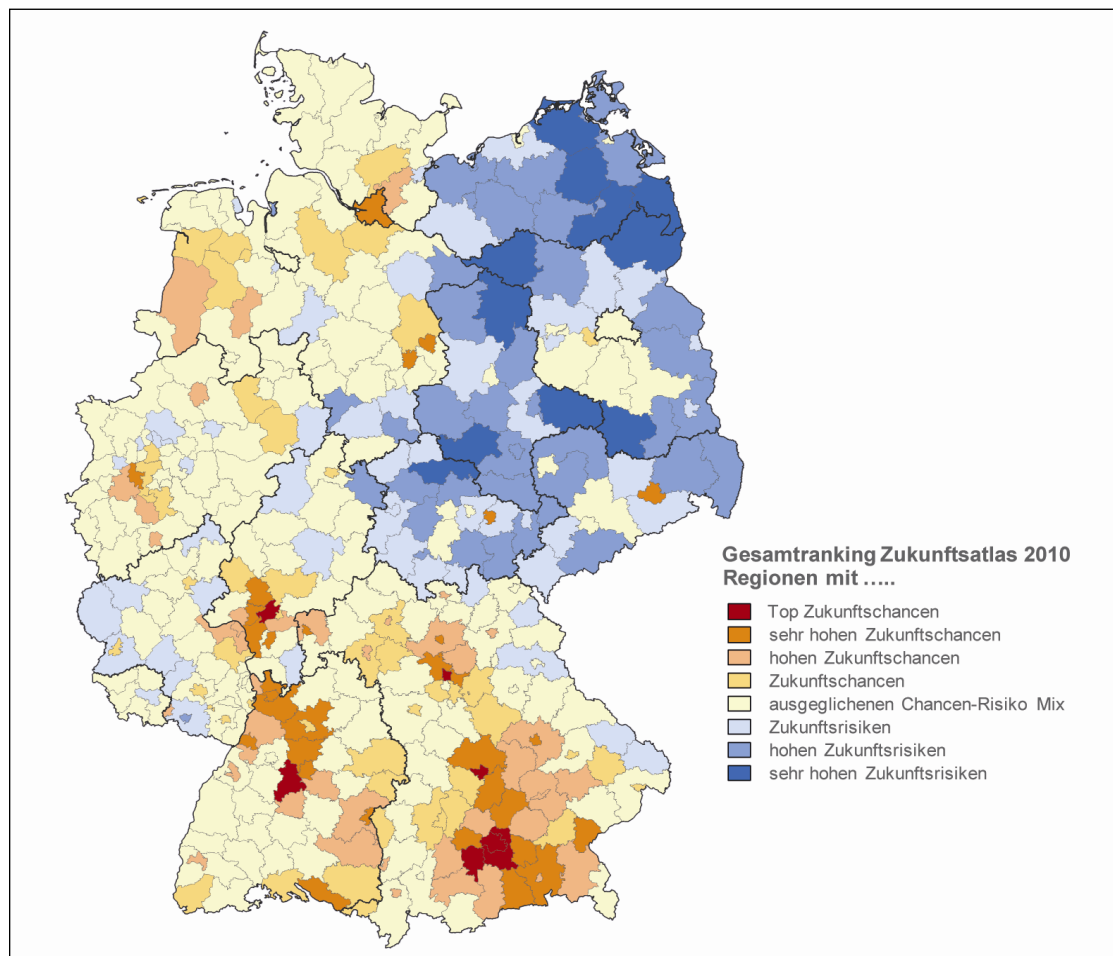 Gesamtranking Zukunftsatlas 2010
Regionen mit .....
Top Zukunftschancen
sehr hohen Zukunftschancen
hohen Zukunftschancen
Zukunftschancen
ausgeglichenen Chancen-Risiko Mix
Zukunftsrisiken
hohen Zukunftsrisiken
sehr hohen Zukunftsrisiken